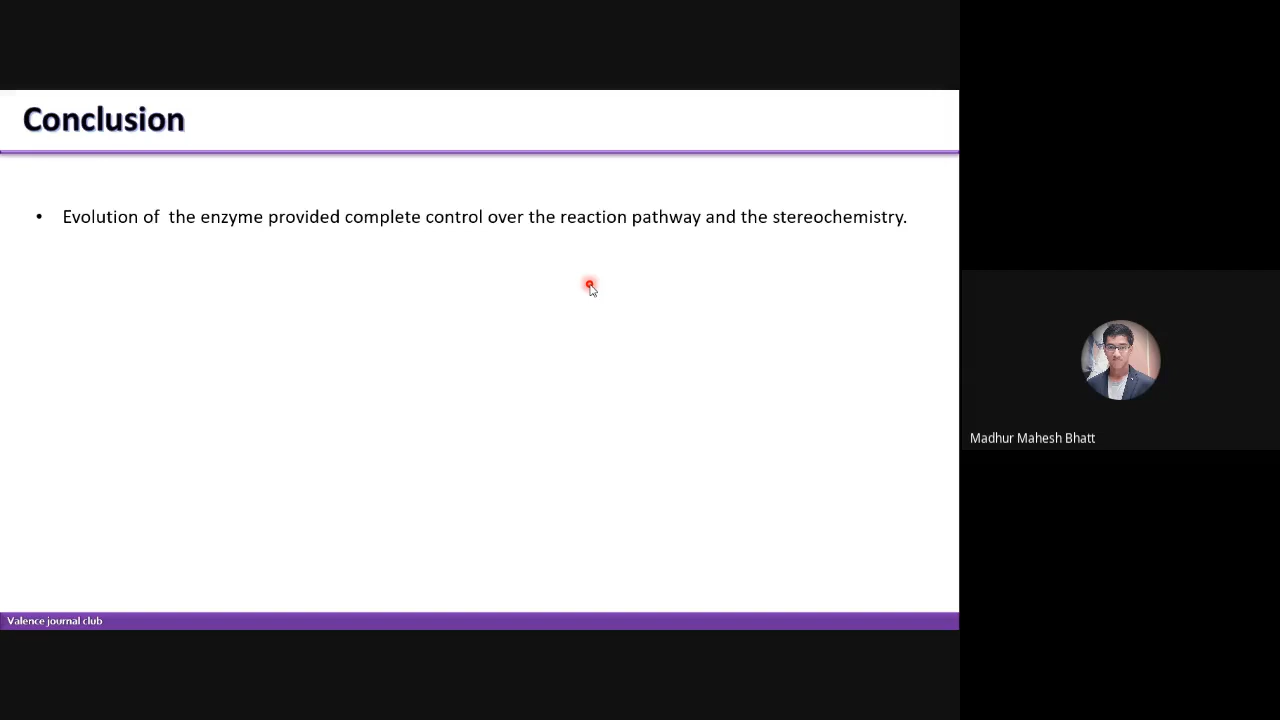 Conclusion
• Evolution of  the enzyme provided complete control over the reaction pathway and the stereochemistry.
Madhur Mahesh Bhatt
Valence journal club